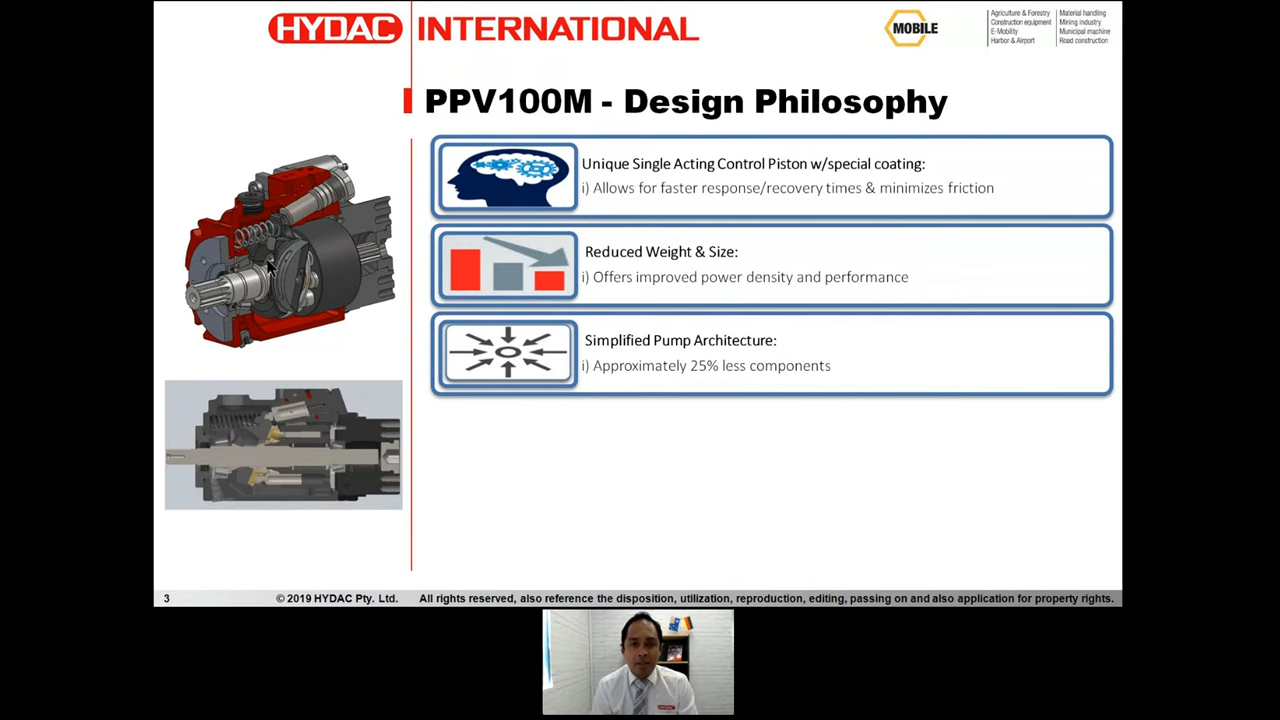 HYDAC INTERNATIONAL
MOBILE
Agriculture & Forestry
Construction equipment
E-Mobility
Harbor & Airport
Material handling
Mining industry
Municipal machine
Road construction
PPV100M - Design Philosophy
Unique Single Acting Control Piston w/special coating:
i) Allows for faster response/recovery times & minimizes friction
Reduced Weight & Size:
i) Offers improved power density and performance
Simplified Pump Architecture:
i) Approximately 25% less components
3 © 2019 HYDAC Pty. Ltd. All rights reserved, also reference the disposition, utilization, reproduction, editing, passing on and also application for property rights.
HYDAC